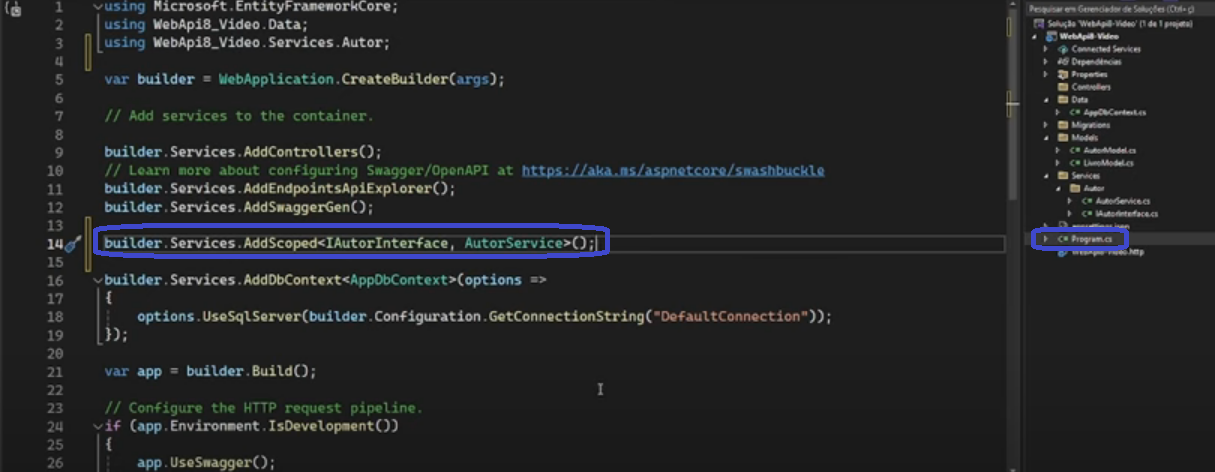 1 using Microsoft.EntityFrameworkCore;
2 using WebApi8_Video.Data;
3 using WebApi8_Video.Services.Autor;
4
5 var builder = WebApplication.CreateBuilder(args);
6
7 // Add services to the container.
8
9 builder.Services.AddControllers();
10 // Learn more about configuring Swagger/OpenAPI at https://aka.ms/aspnetcore/swashbuckle
11 builder.Services.AddEndpointsApiExplorer();
12 builder.Services.AddSwaggerGen();
13
14 builder.Services.AddScoped<IAutorInterface, AutorService>();
15
16 builder.Services.AddDbContext<AppDbContext>(options =>
17 {
18 options.UseSqlServer(builder.Configuration.GetConnectionString("DefaultConnection"));
19 });
20
21 var app = builder.Build();
22
23 // Configure the HTTP request pipeline.
24 if (app.Environment.IsDevelopment())
25 {
26 app.UseSwagger();
Pesquisar em Gerenciador de Soluções (Ctrl+ç)
Solução 'WebApi8-Video' (1 de 1 projeto)
WebApi8-Video
Connected Services
Dependências
Properties
Controllers
Data
C# AppDbContext.cs
Migrations
Models
C# AutorModel.cs
C# LivroModel.cs
Services
Autor
C# AutorService.cs
C# IAutorInterface.cs
appsettings.json
C# Program.cs
WebApi8-Video.http